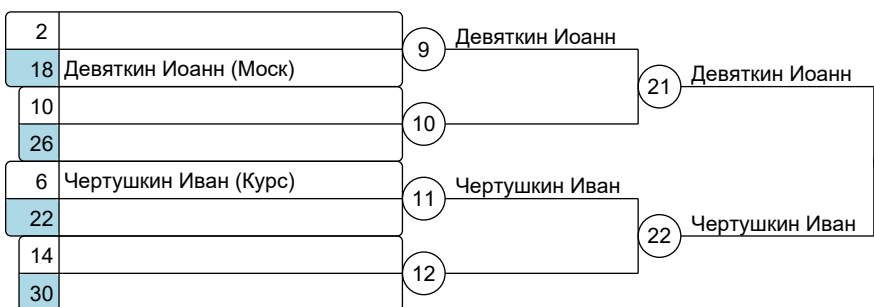 2
9 Девяткин Иоанн
18 Девяткин Иоанн (Моск)
21 Девяткин Иоанн
10
10
26
6 Чертушкин Иван (Курс)
11 Чертушкин Иван
22
22 Чертушкин Иван
14
12
30